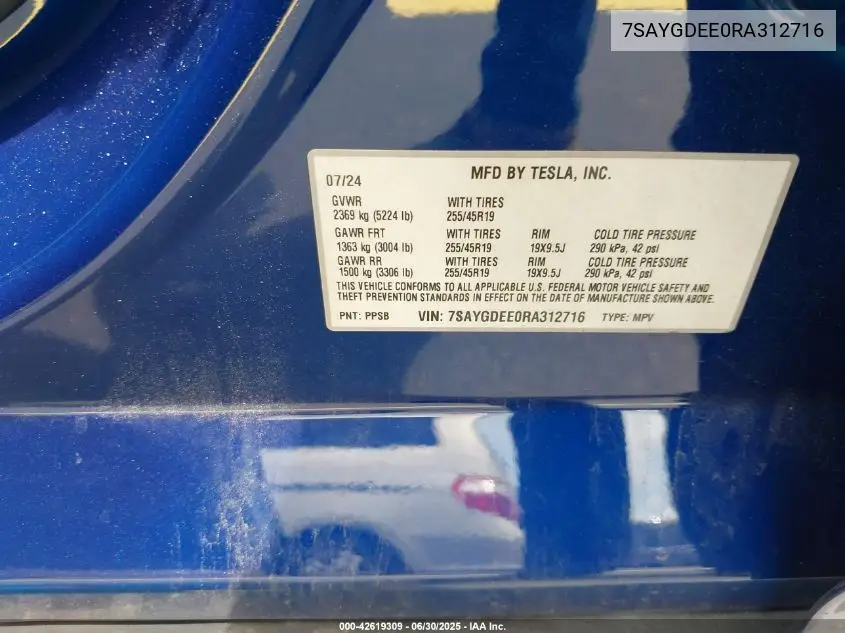 7SAYGDEE0RA312716
07/24 MFD BY TESLA, INC.
GVWR WITH TIRES
2369 kg (5224 lb) 255/45R19
GAWR FRT WITH TIRES RIM COLD TIRE PRESSURE
1363 kg (3004 lb) 255/45R19 19X9.5J 290 kPa, 42 psi
GAWR RR WITH TIRES RIM COLD TIRE PRESSURE
1500 kg (3306 lb) 255/45R19 19X9.5J 290 kPa, 42 psi
THIS VEHICLE CONFORMS TO ALL APPLICABLE U.S. FEDERAL MOTOR VEHICLE SAFETY AND
THEFT PREVENTION STANDARDS IN EFFECT ON THE DATE OF MANUFACTURE SHOWN ABOVE.
PNT: PPSB VIN: 7SAYGDEE0RA312716 TYPE: MPV
000-42619309 - 06/30/2025 - IAA Inc.